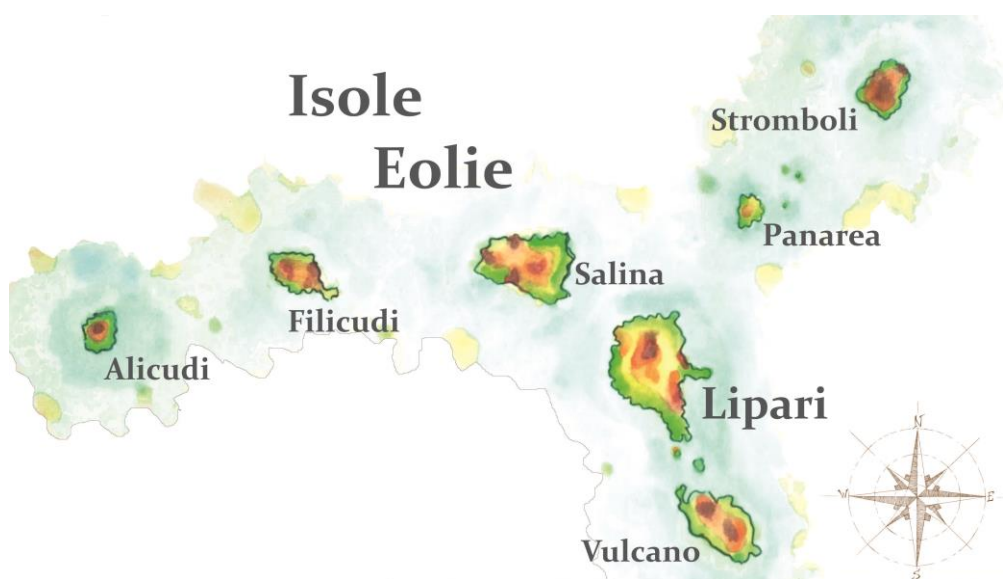 Isole
Eolie
Stromboli
Panarea
Salina
Filicudi
Alicudi
Lipari
Vulcano
N
W
E
S